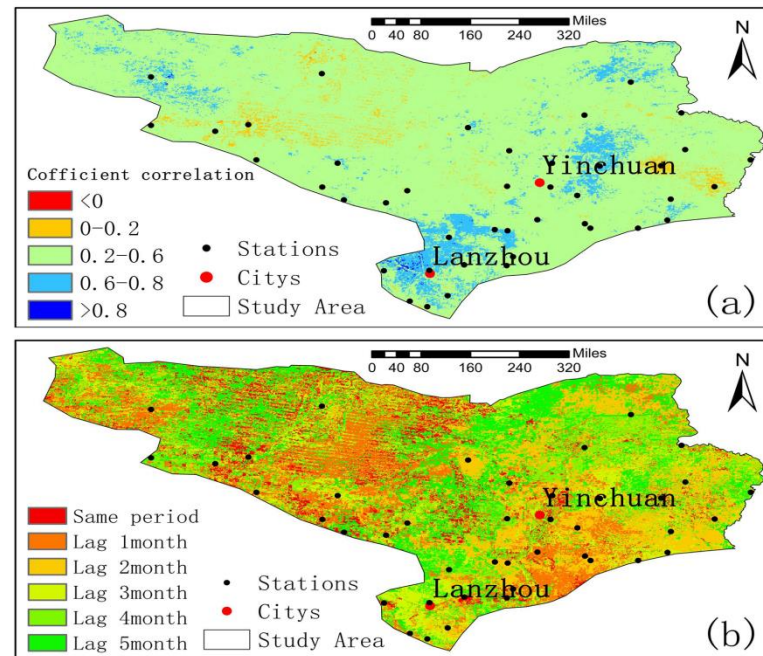 Miles
0 40 80 160 240 320
N
Yinchuan
Cofficient correlation
<0
0-0.2
0.2-0.6
0.6-0.8
>0.8
Stations
Citys
Study Area
Lanzhou
(a)
Miles
0 40 80 160 240 320
N
Yinchuan
Same period
Lag 1month
Lag 2month
Lag 3month
Lag 4month
Lag 5month
Stations
Citys
Study Area
Lanzhou
(b)